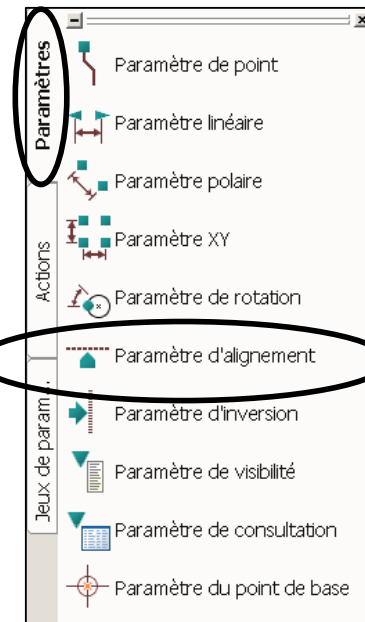 Paramètres
Actions
Jeux de param...
Paramètre de point
Paramètre linéaire
Paramètre polaire
Paramètre XY
Paramètre de rotation
Paramètre d'alignement
Paramètre d'inversion
Paramètre de visibilité
Paramètre de consultation
Paramètre du point de base